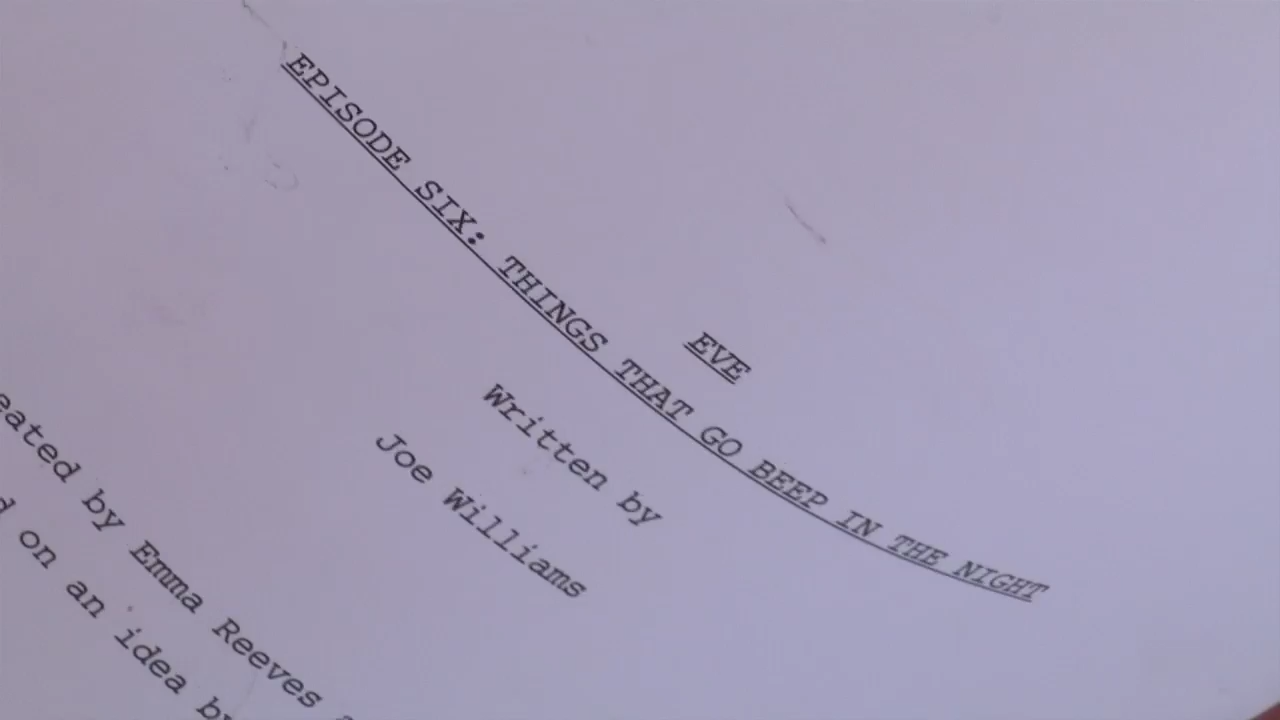 EVE
EPISODE SIX: THINGS THAT GO BEEP IN THE NIGHT
Written by
Joe Williams
eated by Emma Reeves
on an idea